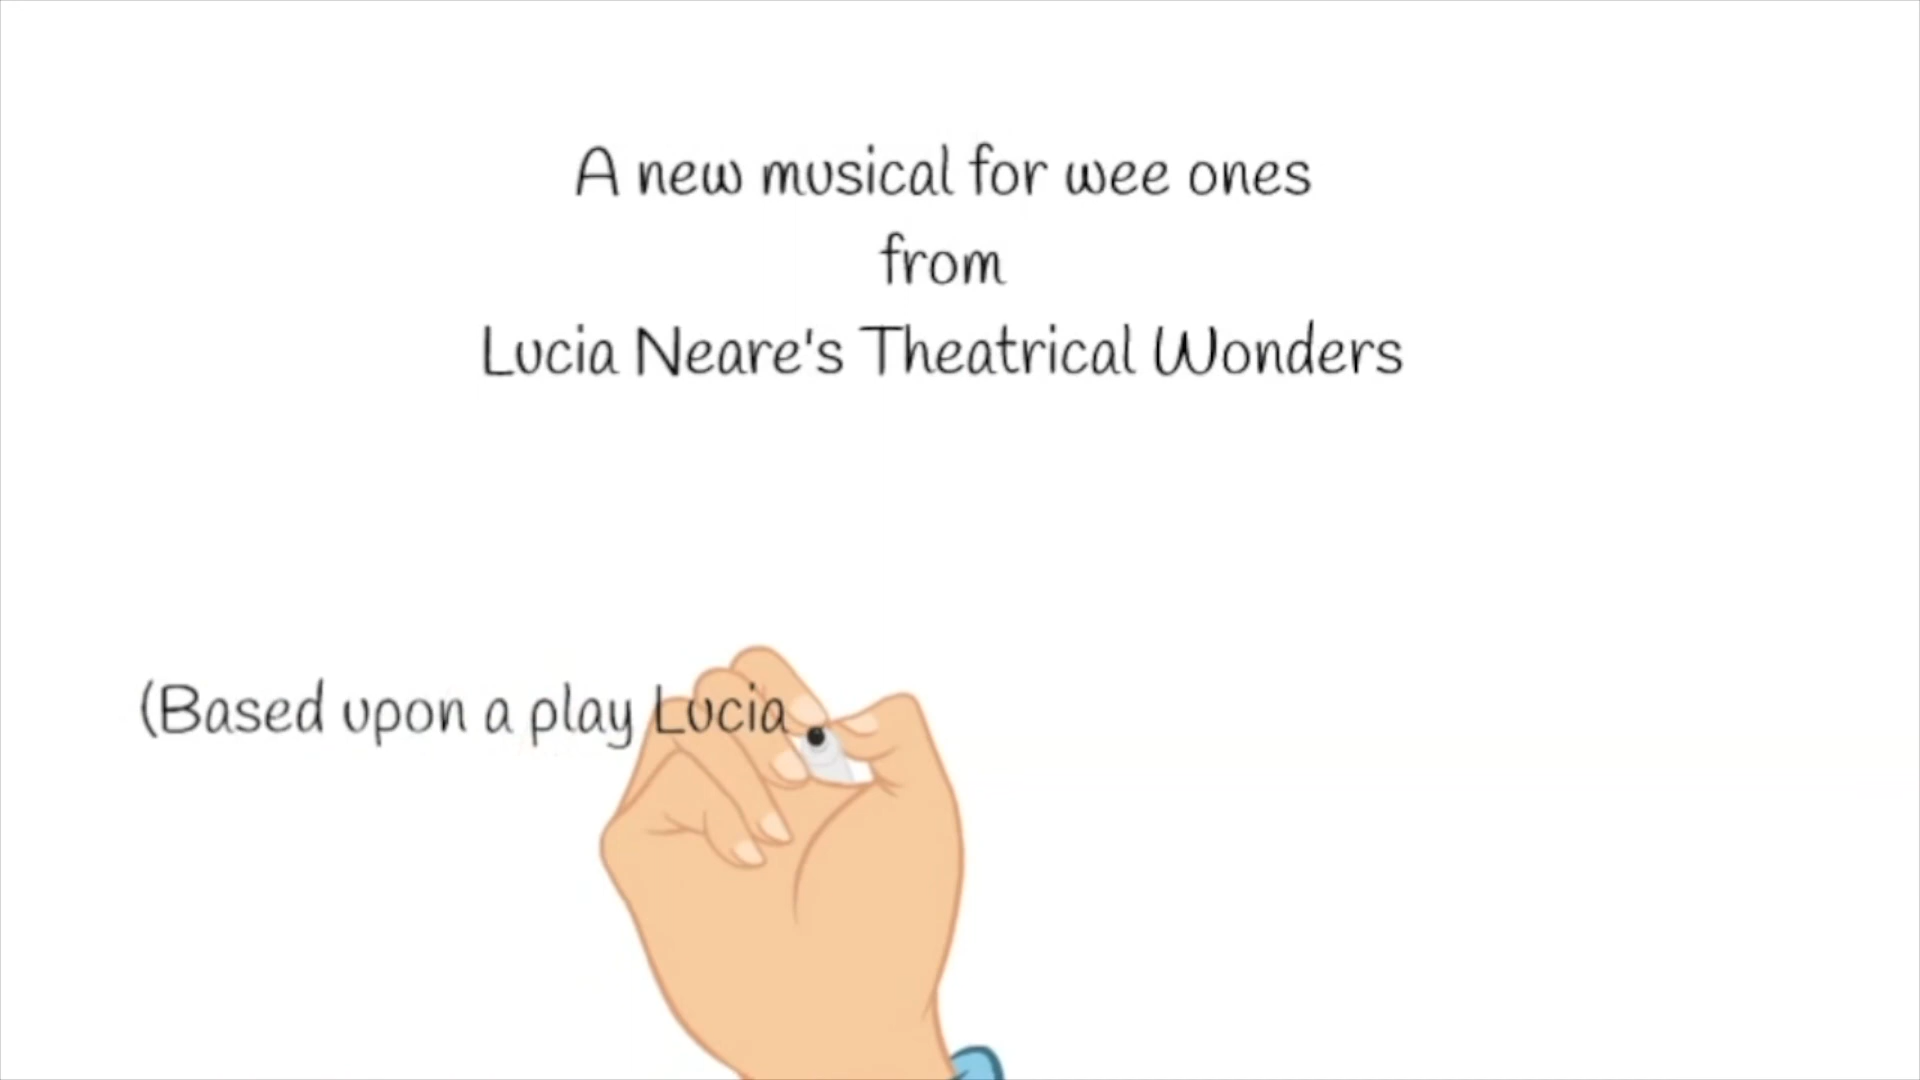 A new musical for wee ones
from
Lucia Neare's Theatrical Wonders
(Based upon a play Lucia